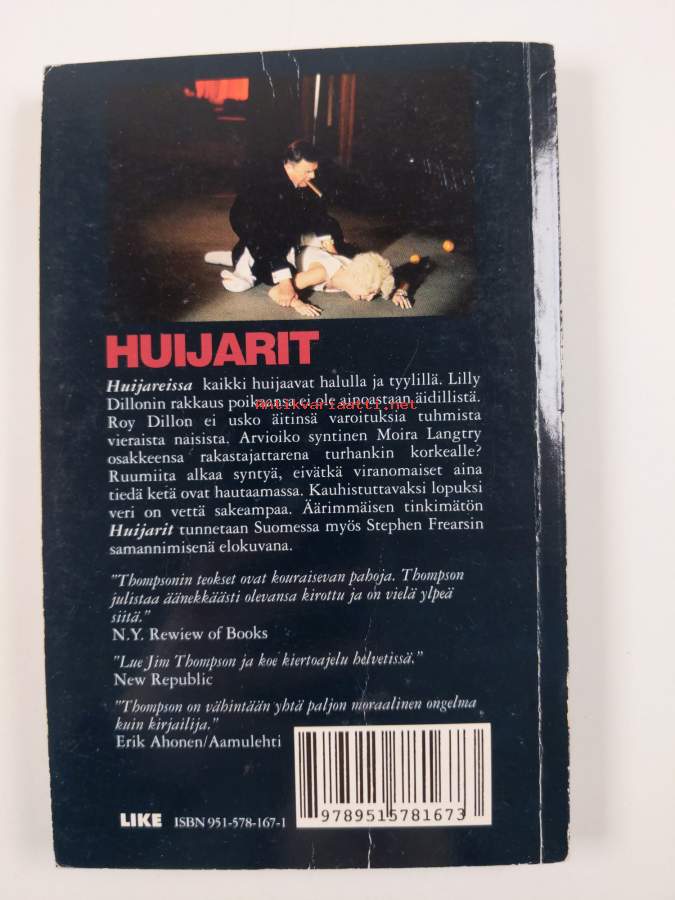 HUIJARIT
Huijareissa kaikki huijaavat halulla ja tyylillä. Lilly
Dillonin rakkaus poikaansa ei ole ainoastaan äidillistä.
Antikvariaatti.net
Roy Dillon ei usko äitinsä varoituksia tuhmista
vieraista naisista. Arvioiko syntinen Moira Langtry
osakkeensa rakastajattarena turhankin korkealle?
Ruumiita alkaa syntyä, eivätkä viranomaiset aina
tiedä ketä ovat hautaamassa. Kauhistuttavaksi lopuksi
veri on vettä sakeampaa. Äärimmäisen tinkimätön
Huijarit tunnetaan Suomessa myös Stephen Frearsin
samannimisenä elokuvana.
"Thompsonin teokset ovat kouraisevan pahoja. Thompson
julistaa äänekkäästi olevansa kirottu ja on vielä ylpeä
siitä."
N.Y. Rewiew of Books
"Lue Jim Thompson ja koe kiertoajelu helvetissä."
New Republic
"Thompson on vähintään yhtä paljon moraalinen ongelma
kuin kirjailija."
Erik Ahonen/Aamulehti
LIKE ISBN 951-578-167-1
9789515781673